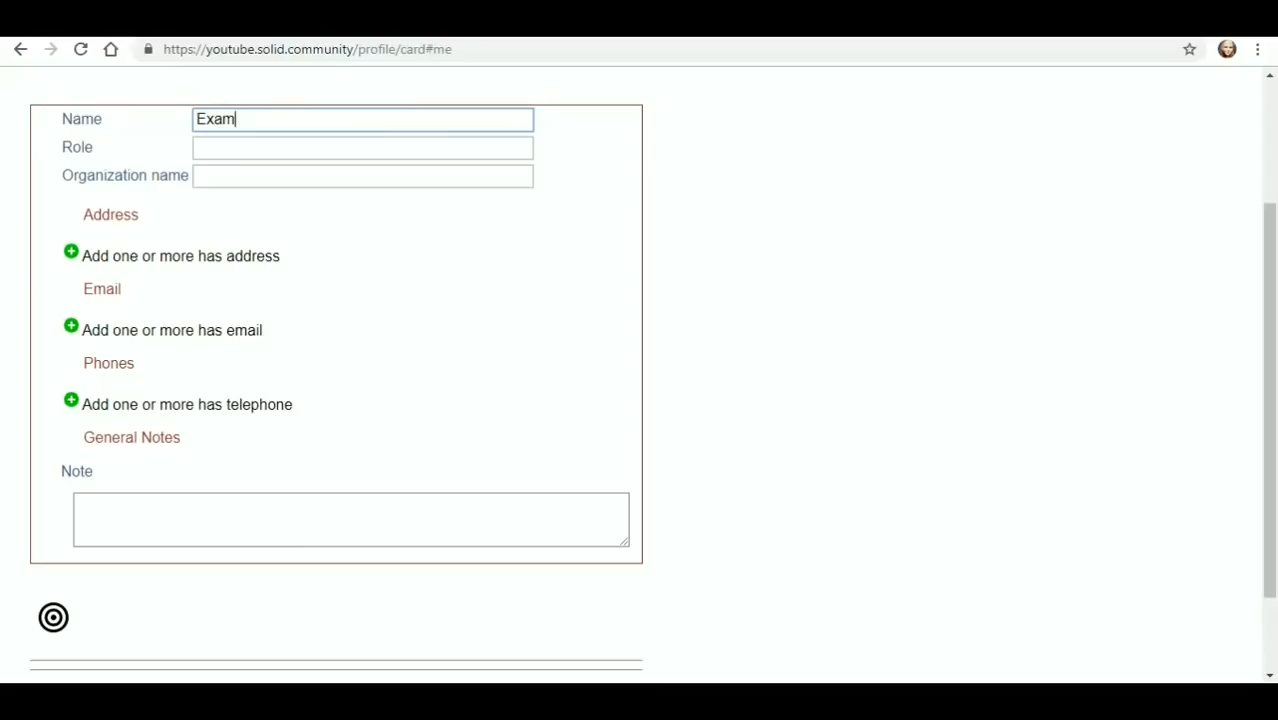 https://youtube.solid.community/profile/card#me
Name Exam
Role
Organization name
Address
Add one or more has address
Email
Add one or more has email
Phones
Add one or more has telephone
General Notes
Note